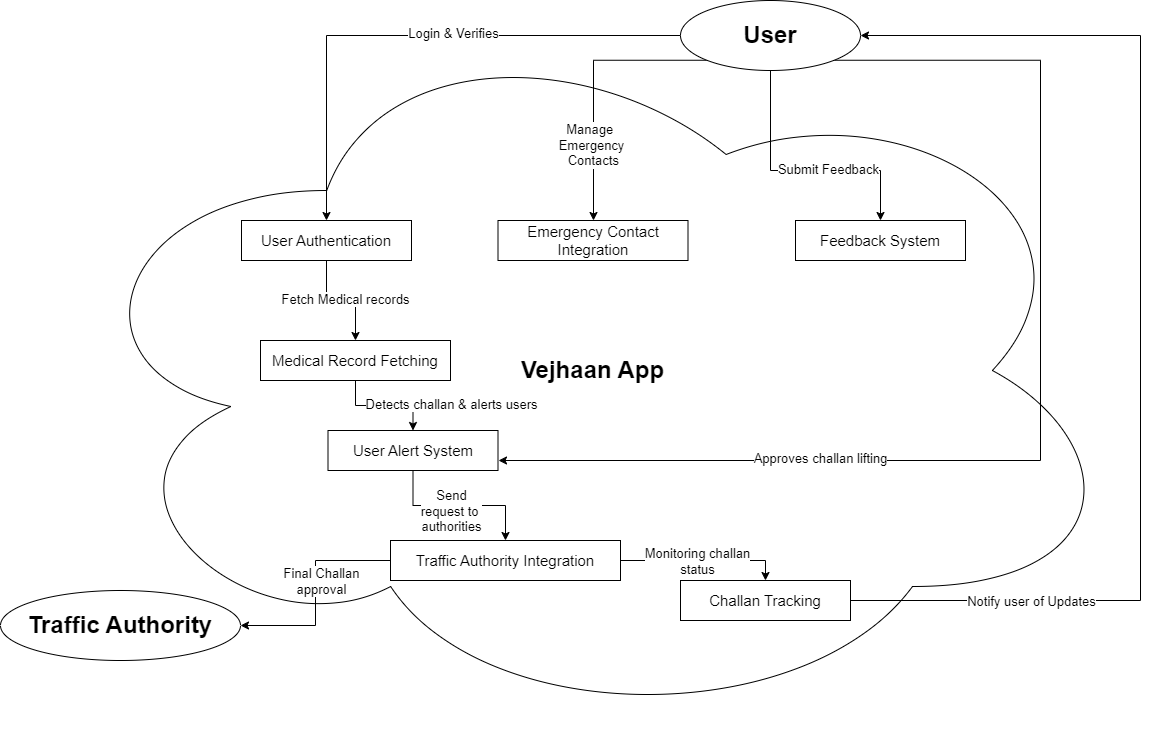 User
Login & Verifies
Manage
Emergency
Contacts
Submit Feedback
User Authentication
Emergency Contact
Integration
Feedback System
Fetch Medical records
Medical Record Fetching
Vejhaan App
Detects challan & alerts users
User Alert System
Approves challan lifting
Send
request to
authorities
Traffic Authority Integration
Monitoring challan
status
Final Challan
approval
Challan Tracking
Notify user of Updates
Traffic Authority